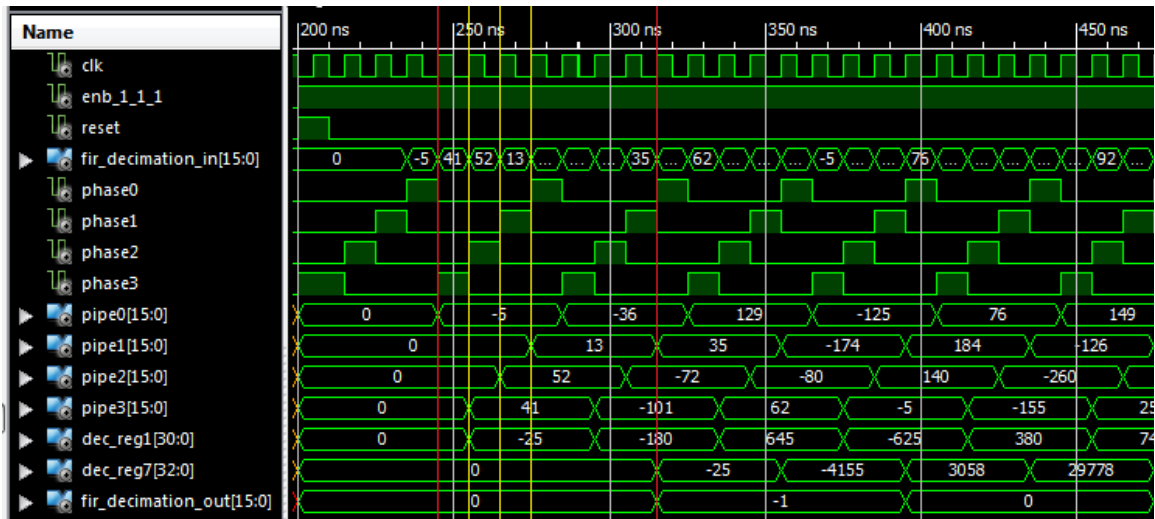 Name 200 ns 250 ns 300 ns 350 ns 400 ns 450 ns
clk
enb_1_1_1
reset
fir_decimation_in[15:0] 0 -5 41 52 13 ... ... ... 35 ... 62 ... ... ... -5 ... ... 76 ... ... ... ... ... 92 ...
phase0
phase1
phase2
phase3
pipe0[15:0] 0 -5 -36 129 -125 76 149
pipe1[15:0] 0 13 35 -174 184 -126
pipe2[15:0] 0 52 -72 -80 140 -260
pipe3[15:0] 0 41 -101 62 -5 -155 25
dec_reg1[30:0] 0 -25 -180 645 -625 380 74
dec_reg7[32:0] 0 -25 -4155 3058 29778
fir_decimation_out[15:0] 0 -1 0